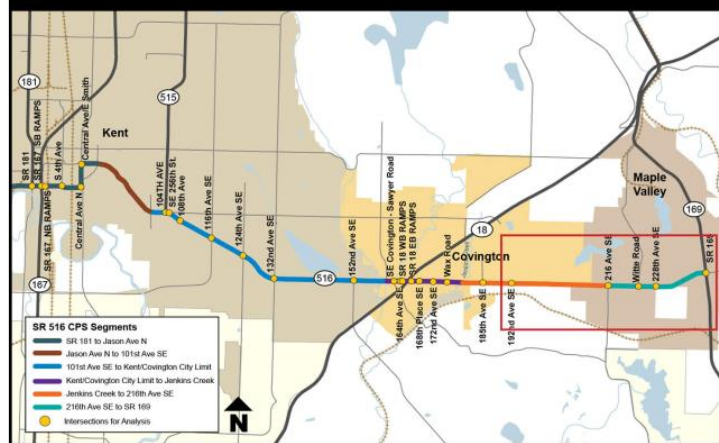 181
SR 181
SR 167 SB RAMPS
SR 167 NB RAMPS
S 4th Ave
Central Ave/E Smith
Central Ave N
Kent
515
104TH AVE
SE 256th St.
108th Ave
116th Ave SE
124th Ave SE
132nd Ave SE
516
152nd Ave SE
SE Covington - Sawyer Road
164th Ave SE
SR 18 WB RAMPS
SR 18 EB RAMPS
168th Place SE
172nd Ave SE
Wax Road
18
Covington
185th Ave SE
192nd Ave SE
216 Ave SE
Witte Road
228th Ave SE
Maple
Valley
169
SR 169
167
SR 516 CPS Segments
SR 181 to Jason Ave N
Jason Ave N to 101st Ave SE
101st Ave SE to Kent/Covington City Limit
Kent/Covington City Limit to Jenkins Creek
Jenkins Creek to 216th Ave SE
216th Ave SE to SR 169
Intersections for Analysis
N